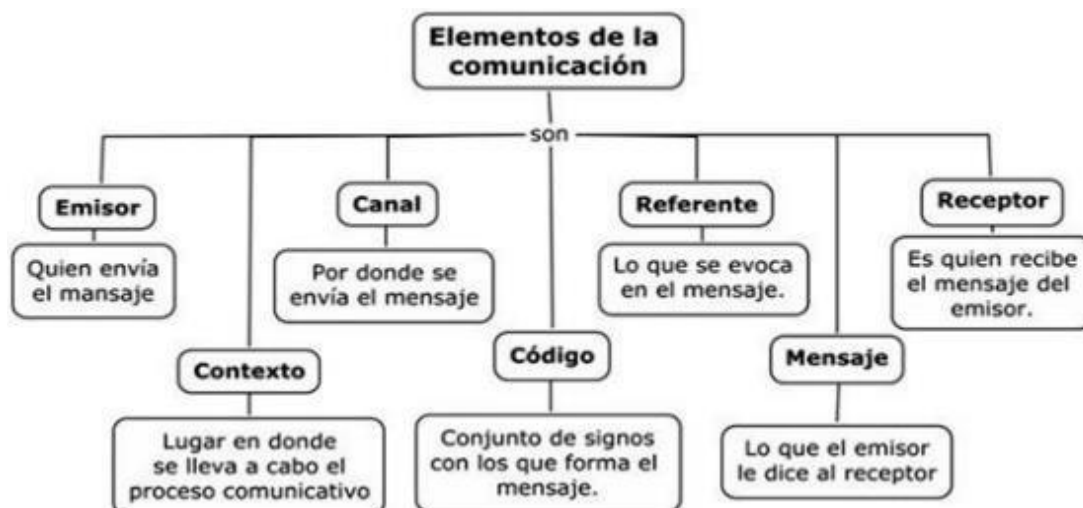 Elementos de la
comunicación
son
Emisor
Quien envía
el mansaje
Contexto
Lugar en donde
se lleva a cabo el
proceso comunicativo
Canal
Por donde se
envía el mensaje
Código
Conjunto de signos
con los que forma el
mensaje.
Referente
Lo que se evoca
en el mensaje.
Mensaje
Lo que el emisor
le dice al receptor
Receptor
Es quien recibe
el mensaje del
emisor.